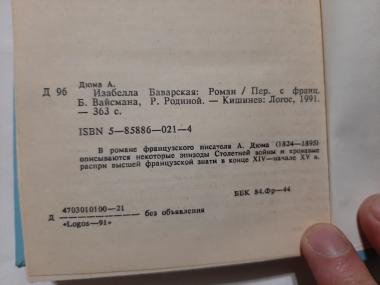 Дюма А.
Д 96 Изабелла Баварская: Роман / Пер. с франц.
Б. Вайсмана, Р. Родиной. — Кишинев: Логос, 1991.
— 363 с.
ISBN 5—85886—021—4
В романе французского писателя А. Дюма (1824—1895)
описываются некоторые эпизоды Столетней войны и кровавые
распри высшей французской знати в конце XIV—начале XV в.
ББК 84.Фр—44
Д 4703010100—21 — без объявления
«Logos—91»